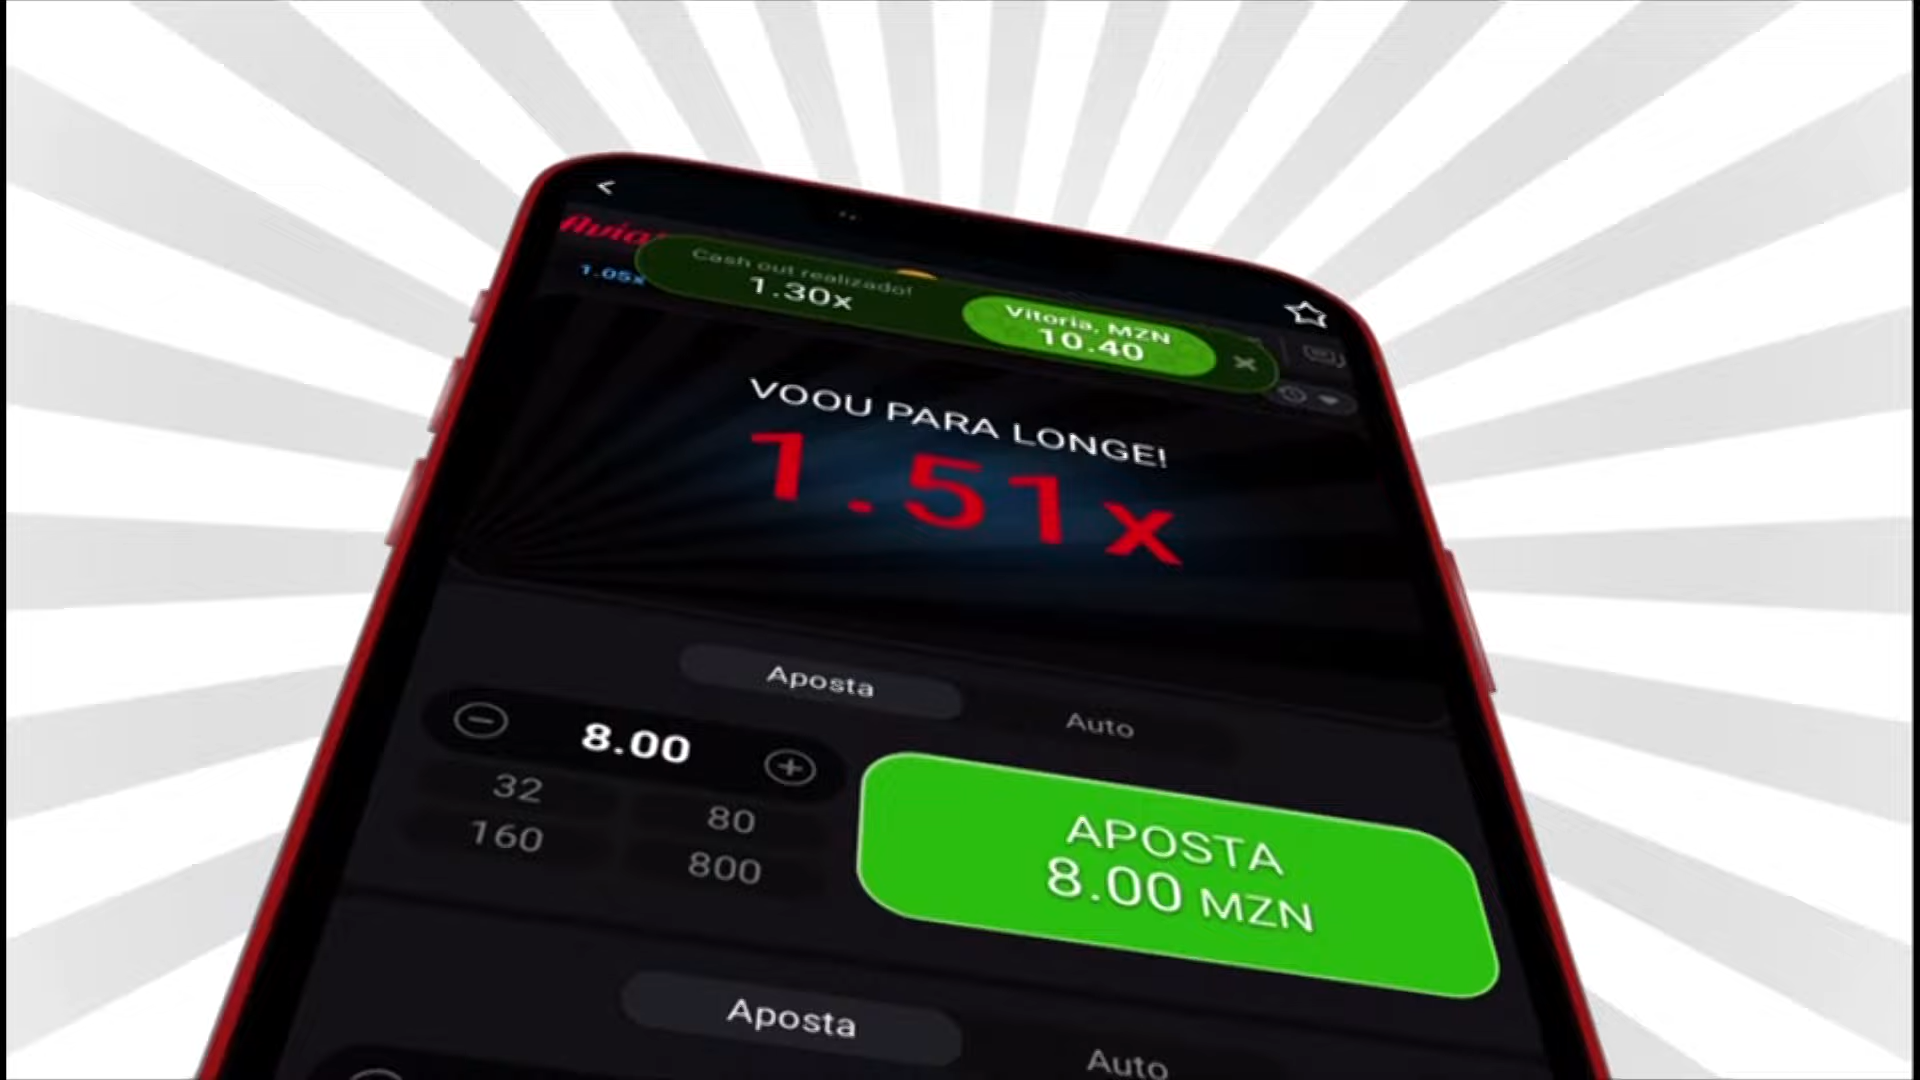 Avia
1.05x
Cash out realizado!
1.30x
Vitoria, MZN
10.40
VOOU PARA LONGE!
1.51x
Aposta
Auto
8.00
32
80
160
800
APOSTA
8.00 MZN
Aposta
Auto